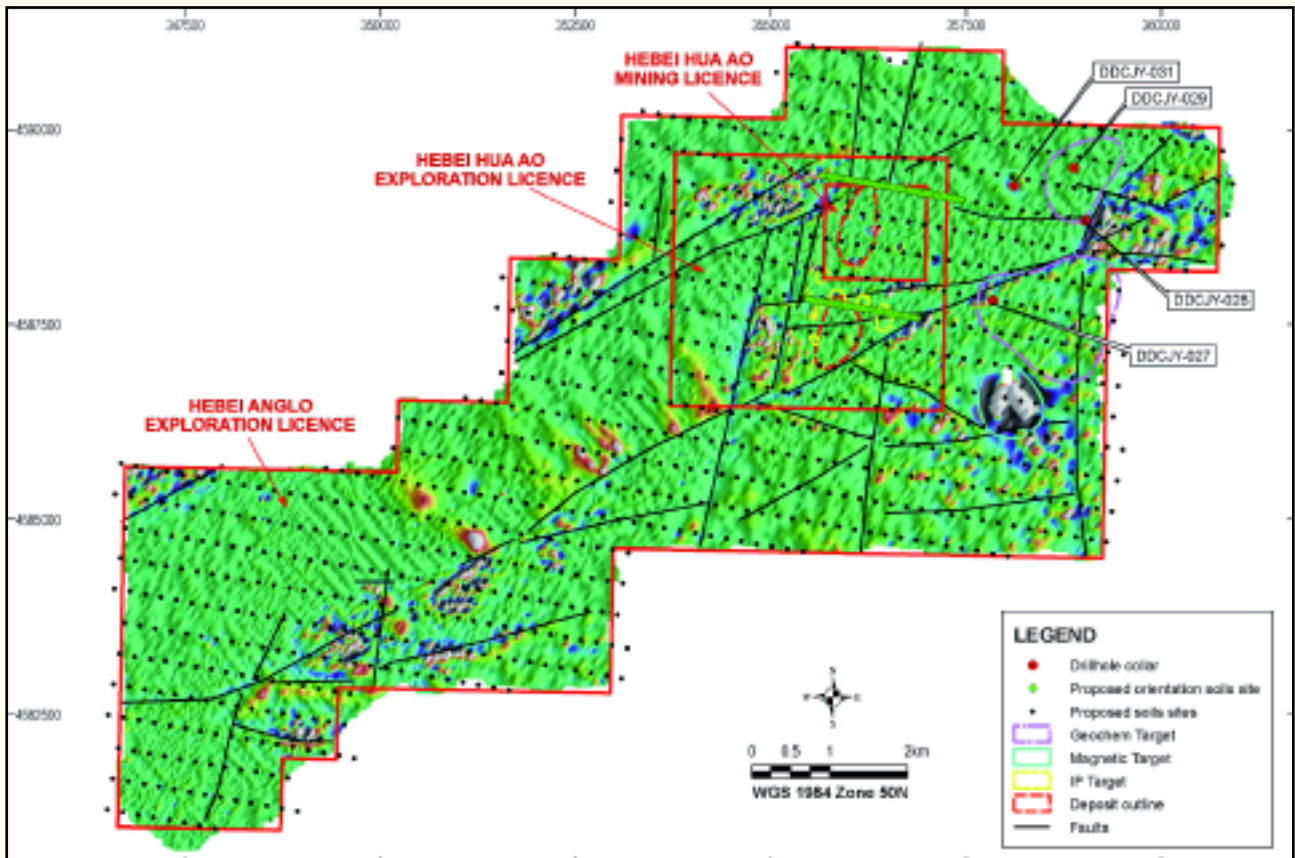 347500 350000 352500 355000 357500 360000
HEBEI HUA AO
MINING LICENCE
DDCJY-031
DDCJY-029
4590000
HEBEI HUA AO
EXPLORATION LICENCE
DDCJY-028
4587500
DDCJY-027
HEBEI ANGLO
EXPLORATION LICENCE
4585000
LEGEND
Drillhole collar
Proposed orientation soils site
Proposed soils sites
Geochem Target
Magnetic Target
IP Target
Deposit outline
Faults
W E
S
4582500
0 0.5 1 2km
WGS 1984 Zone 50N